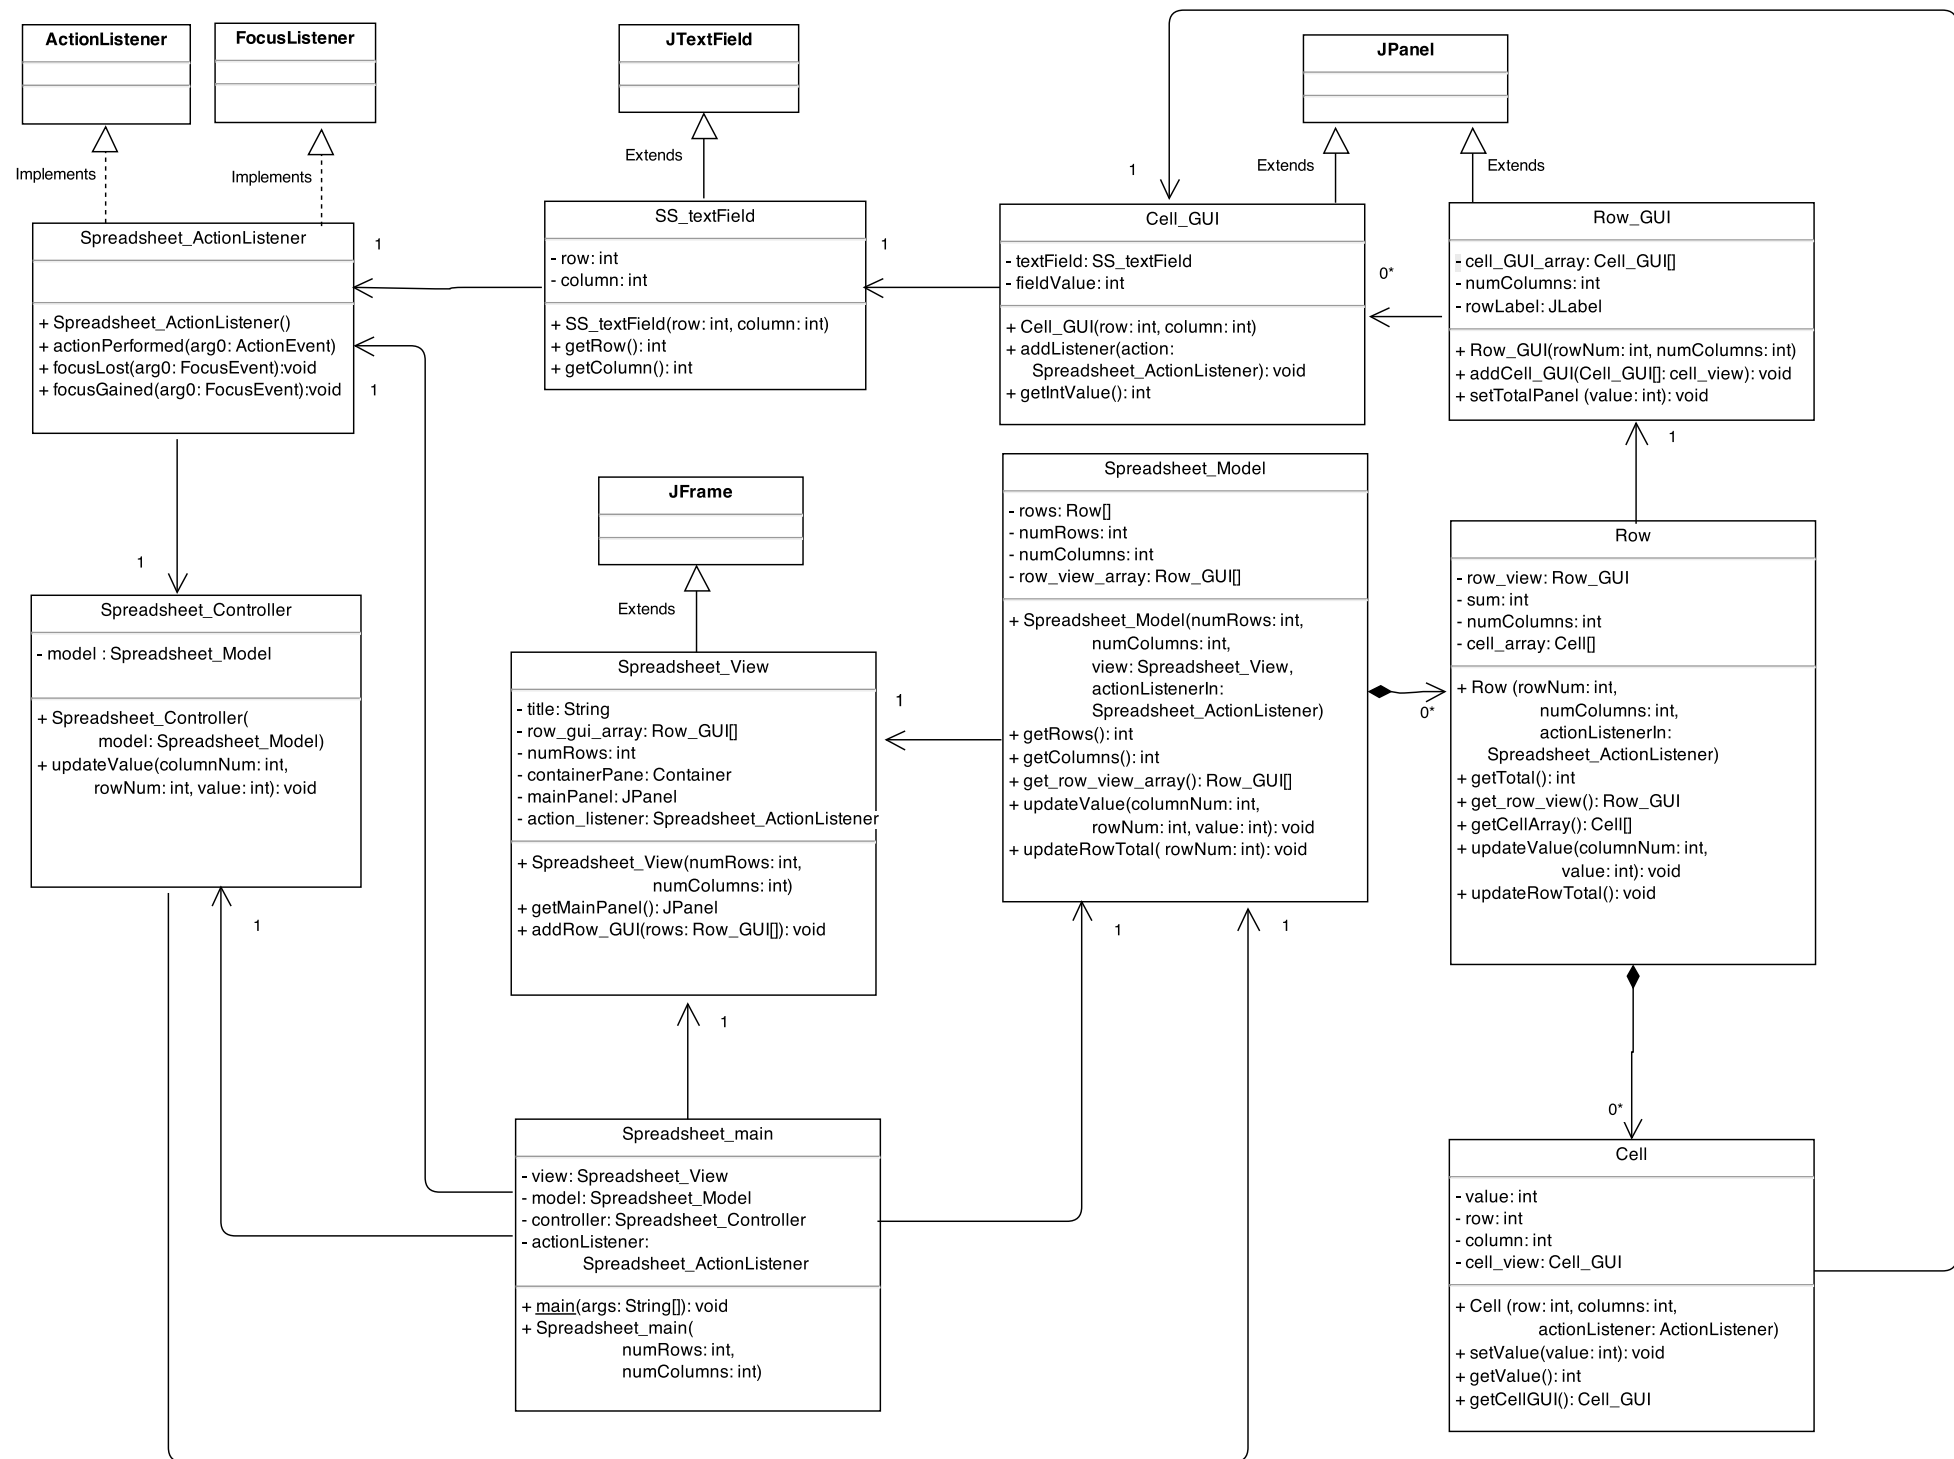 ActionListener
FocusListener
JTextField
JPanel
Implements
Implements
Extends
Extends
Extends
1
Spreadsheet_ActionListener
+ Spreadsheet_ActionListener()
+ actionPerformed(arg0: ActionEvent)
+ focusLost(arg0: FocusEvent):void
+ focusGained(arg0: FocusEvent):void
1
1
SS_textField
- row: int
- column: int
+ SS_textField(row: int, column: int)
+ getRow(): int
+ getColumn(): int
1
Cell_GUI
- textField: SS_textField
- fieldValue: int
+ Cell_GUI(row: int, column: int)
+ addListener(action:
Spreadsheet_ActionListener): void
+ getIntValue(): int
0*
Row_GUI
- cell_GUI_array: Cell_GUI[]
- numColumns: int
- rowLabel: JLabel
+ Row_GUI(rowNum: int, numColumns: int)
+ addCell_GUI(Cell_GUI[]: cell_view): void
+ setTotalPanel (value: int): void
1
JFrame
Extends
1
Spreadsheet_Controller
- model : Spreadsheet_Model
+ Spreadsheet_Controller(
model: Spreadsheet_Model)
+ updateValue(columnNum: int,
rowNum: int, value: int): void
1
Spreadsheet_View
- title: String
- row_gui_array: Row_GUI[]
- numRows: int
- containerPane: Container
- mainPanel: JPanel
- action_listener: Spreadsheet_ActionListener
+ Spreadsheet_View(numRows: int,
numColumns: int)
+ getMainPanel(): JPanel
+ addRow_GUI(rows: Row_GUI[]): void
1
1
Spreadsheet_Model
- rows: Row[]
- numRows: int
- numColumns: int
- row_view_array: Row_GUI[]
+ Spreadsheet_Model(numRows: int,
numColumns: int,
view: Spreadsheet_View,
actionListenerIn:
Spreadsheet_ActionListener)
+ getRows(): int
+ getColumns(): int
+ get_row_view_array(): Row_GUI[]
+ updateValue(columnNum: int,
rowNum: int, value: int): void
+ updateRowTotal( rowNum: int): void
1
1
0*
Row
- row_view: Row_GUI
- sum: int
- numColumns: int
- cell_array: Cell[]
+ Row (rowNum: int,
numColumns: int,
actionListenerIn:
Spreadsheet_ActionListener)
+ getTotal(): int
+ get_row_view(): Row_GUI
+ getCellArray(): Cell[]
+ updateValue(columnNum: int,
value: int): void
+ updateRowTotal(): void
0*
Spreadsheet_main
- view: Spreadsheet_View
- model: Spreadsheet_Model
- controller: Spreadsheet_Controller
- actionListener:
Spreadsheet_ActionListener
+ main(args: String[]): void
+ Spreadsheet_main(
numRows: int,
numColumns: int)
Cell
- value: int
- row: int
- column: int
- cell_view: Cell_GUI
+ Cell (row: int, columns: int,
actionListener: ActionListener)
+ setValue(value: int): void
+ getValue(): int
+ getCellGUI(): Cell_GUI